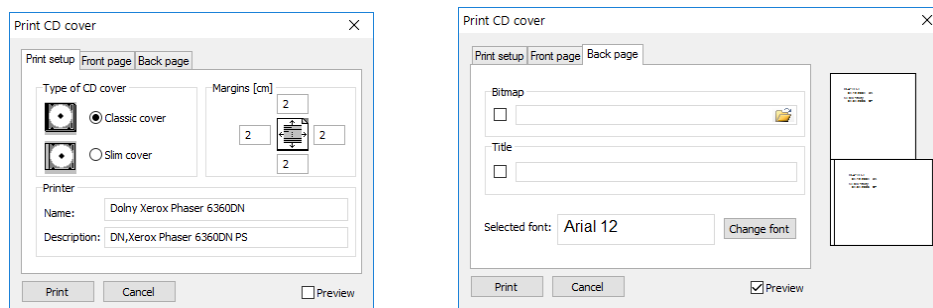 Print CD cover
Print setup Front page Back page
Type of CD cover
Classic cover
Slim cover
Margins [cm]
2
2 2
2
Printer
Name: Dolny Xerox Phaser 6360DN
Description: DN,Xerox Phaser 6360DN PS
Print Cancel Preview
Print CD cover
Print setup Front page Back page
Bitmap
Title
Selected font: Arial 12 Change font
Print Cancel Preview